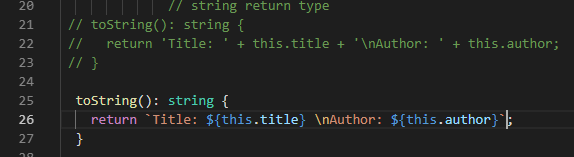 20 // string return type
21 // toString(): string {
22 //   return 'Title: ' + this.title + '\nAuthor: ' + this.author;
23 // }
24
25 toString(): string {
26   return `Title: ${this.title} \nAuthor: ${this.author}`;
27 }